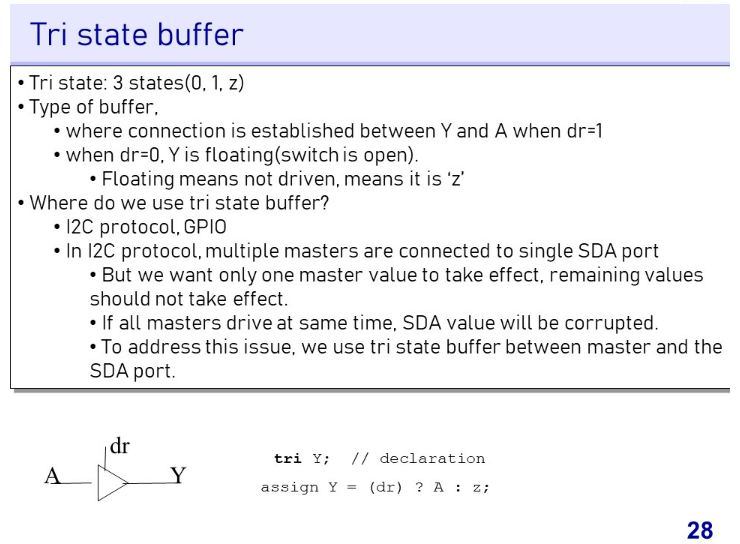 Tri state buffer
• Tri state: 3 states(0, 1, z)
• Type of buffer,
• where connection is established between Y and A when dr=1
• when dr=0, Y is floating(switch is open).
• Floating means not driven, means it is ‘z’
• Where do we use tri state buffer?
• I2C protocol, GPIO
• In I2C protocol, multiple masters are connected to single SDA port
• But we want only one master value to take effect, remaining values
should not take effect.
• If all masters drive at same time, SDA value will be corrupted.
• To address this issue, we use tri state buffer between master and the
SDA port.
dr
A
Y
tri Y;  // declaration
assign Y = (dr) ? A : z;
28